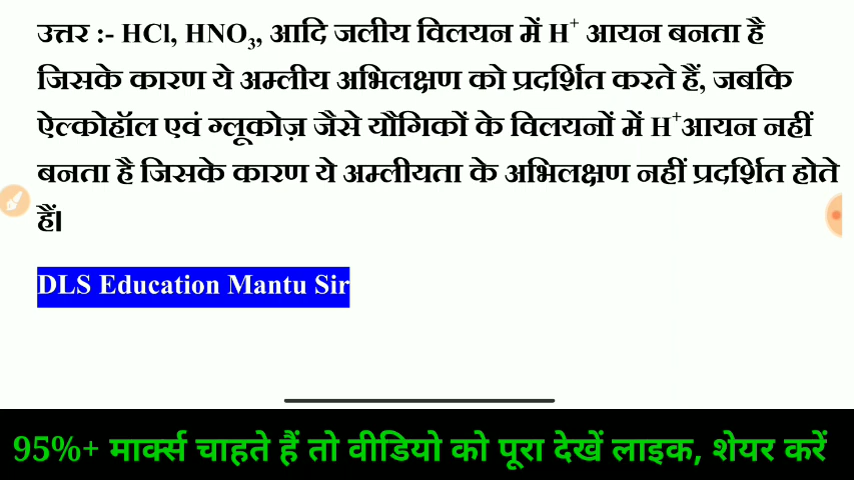 उत्तर :- HCl, HNO₃, आदि जलीय विलयन में H⁺ आयन बनता है
जिसके कारण ये अम्लीय अभिलक्षण को प्रदर्शित करते हैं, जबकि
ऐल्कोहॉल एवं ग्लूकोज़ जैसे यौगिकों के विलयनों में H⁺आयन नहीं
बनता है जिसके कारण ये अम्लीयता के अभिलक्षण नहीं प्रदर्शित होते
हैं।
DLS Education Mantu Sir
95%+ मार्क्स चाहते हैं तो वीडियो को पूरा देखें लाइक, शेयर करें